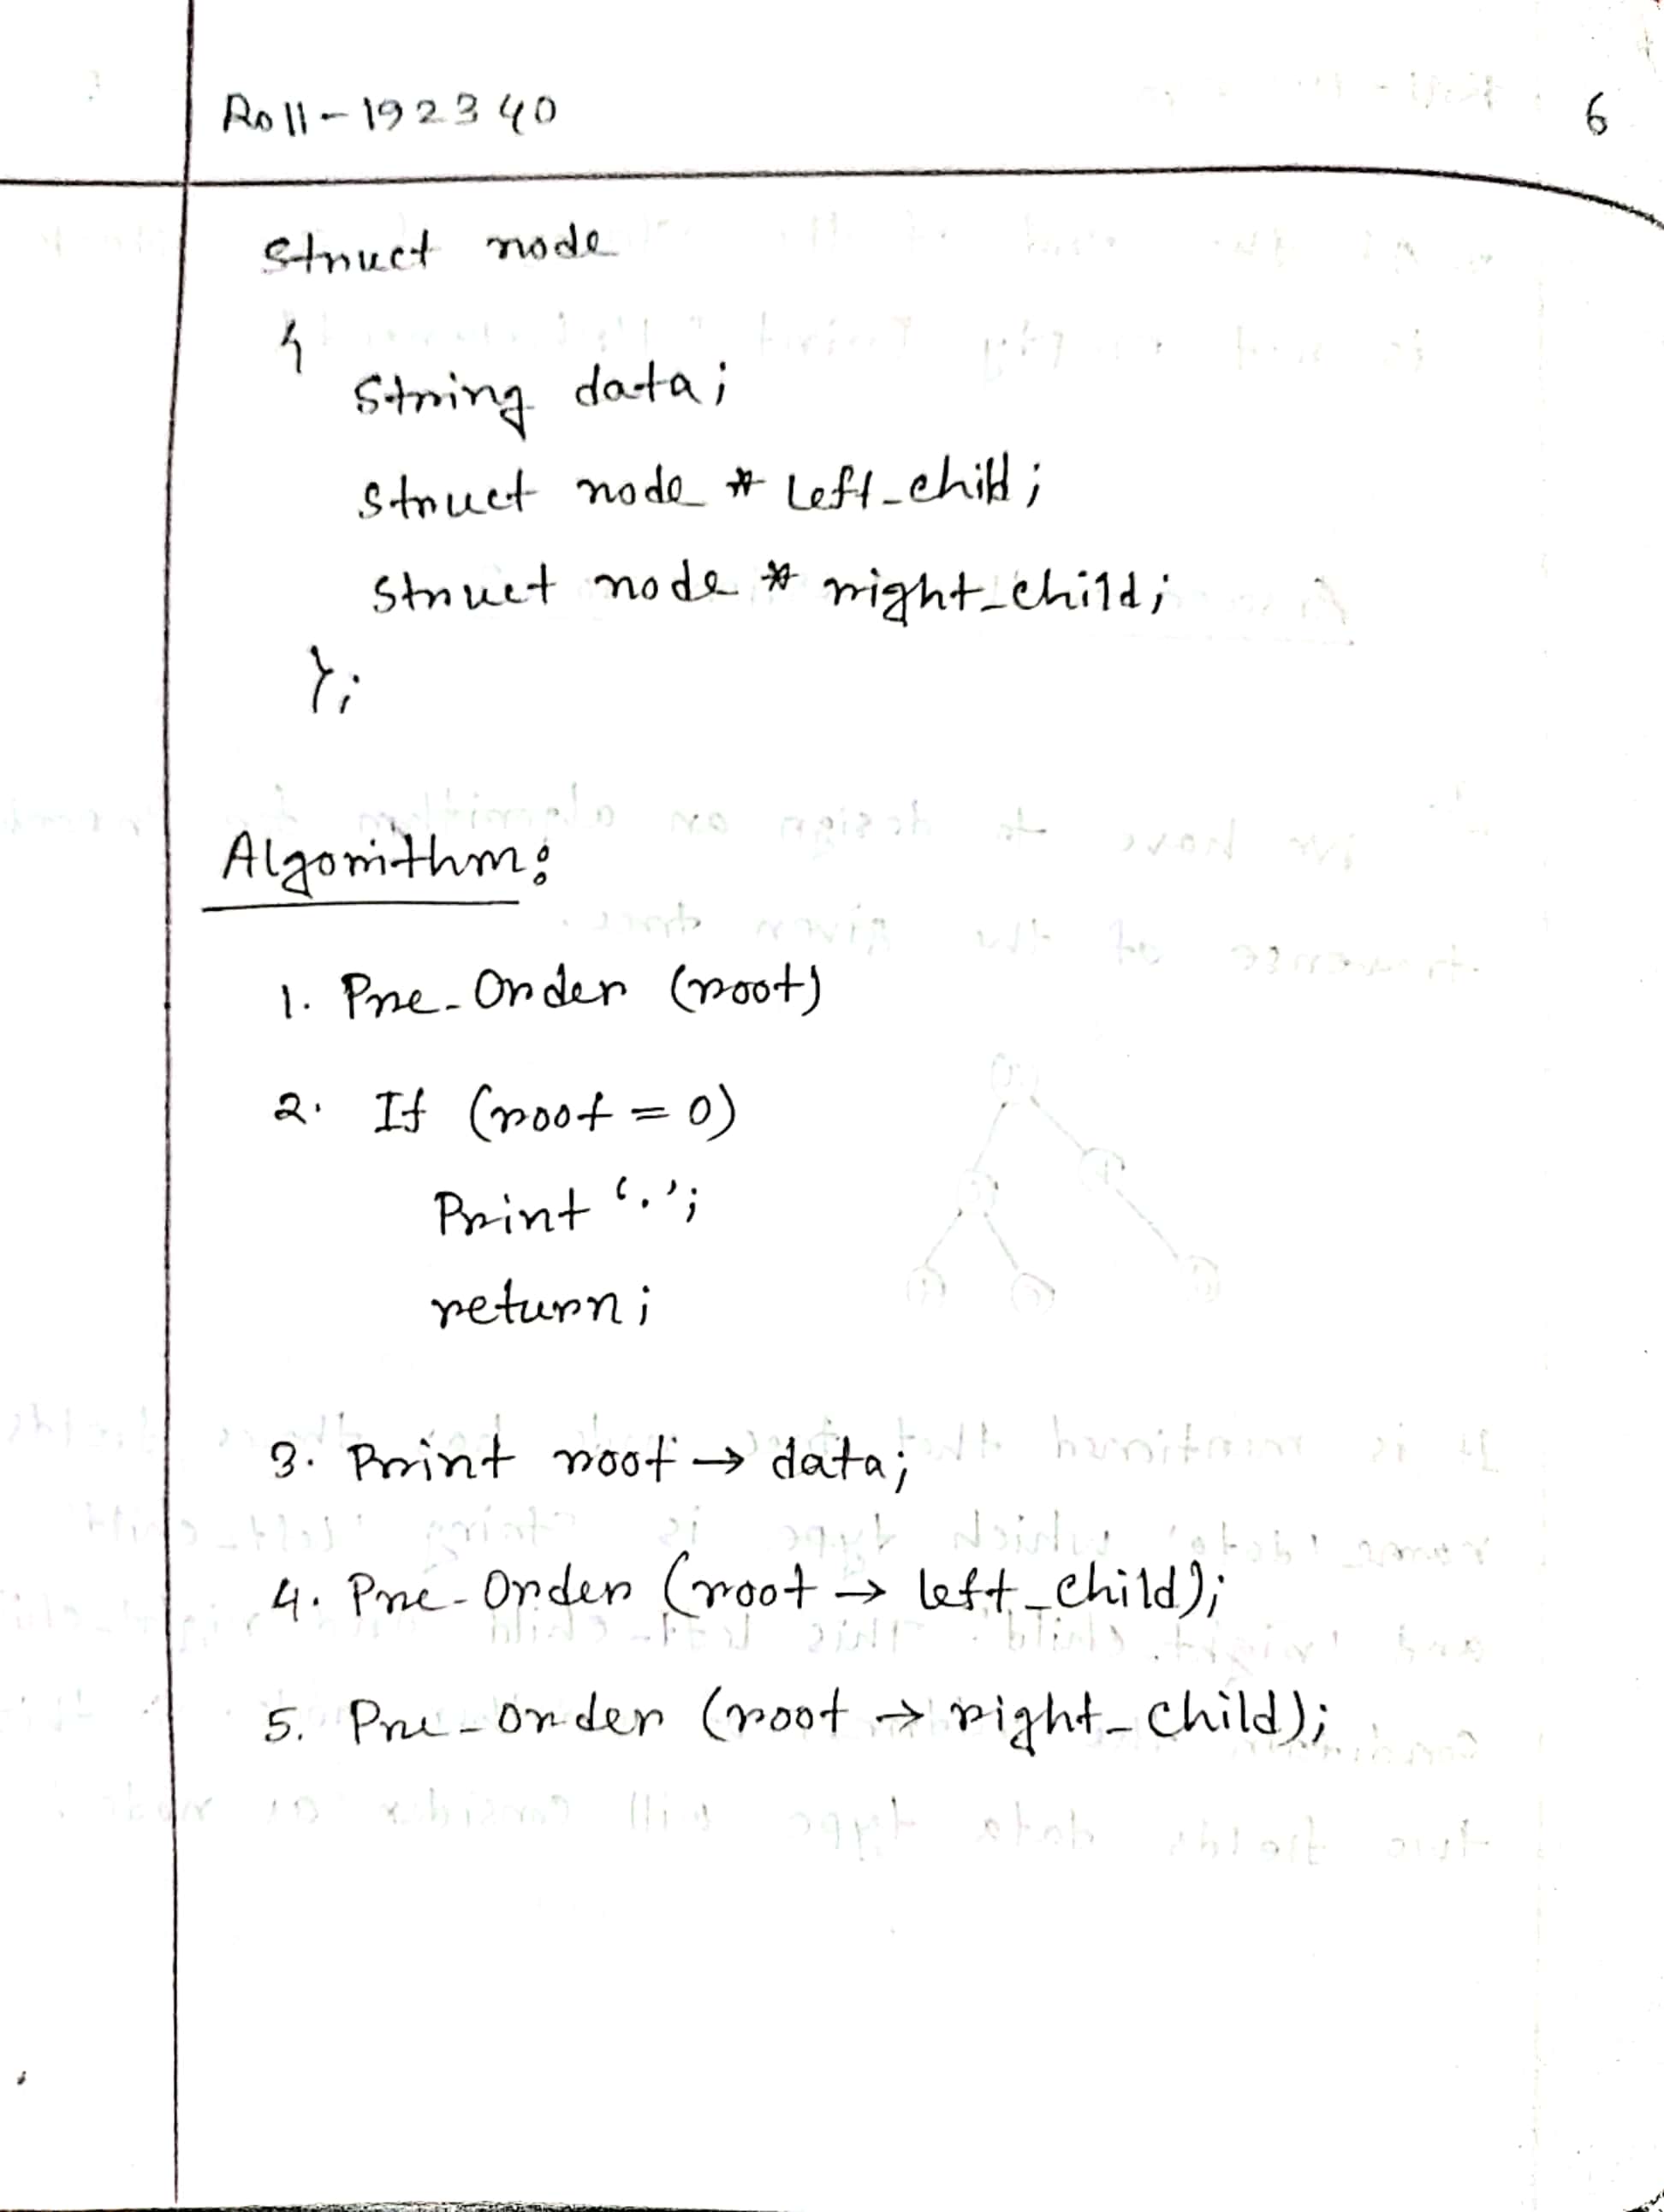 Roll-192340
6
Struct node
{
String data;
Struct node * Left_child;
Struct node * right_child;
};
Algorithm:
1. Pre-Order (root)
2. If (root = 0)
Print '.';
return;
3. Print root → data;
4. Pre-Order (root → left_child);
5. Pre-order (root → right_child);